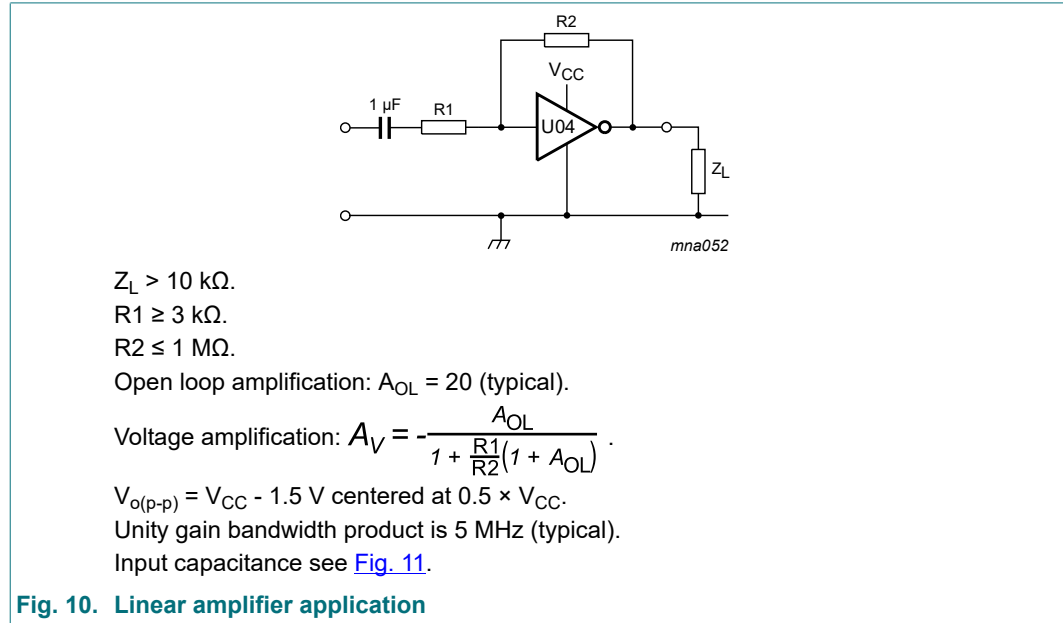 R2
VCC
1 µF
R1
U04
ZL
mna052
ZL > 10 kΩ.
R1 ≥ 3 kΩ.
R2 ≤ 1 MΩ.
Open loop amplification: AOL = 20 (typical).
Voltage amplification: AV = - AOL / 1 + R1/R2(1 + AOL) .
Vo(p-p) = VCC - 1.5 V centered at 0.5 × VCC.
Unity gain bandwidth product is 5 MHz (typical).
Input capacitance see Fig. 11.
Fig. 10. Linear amplifier application